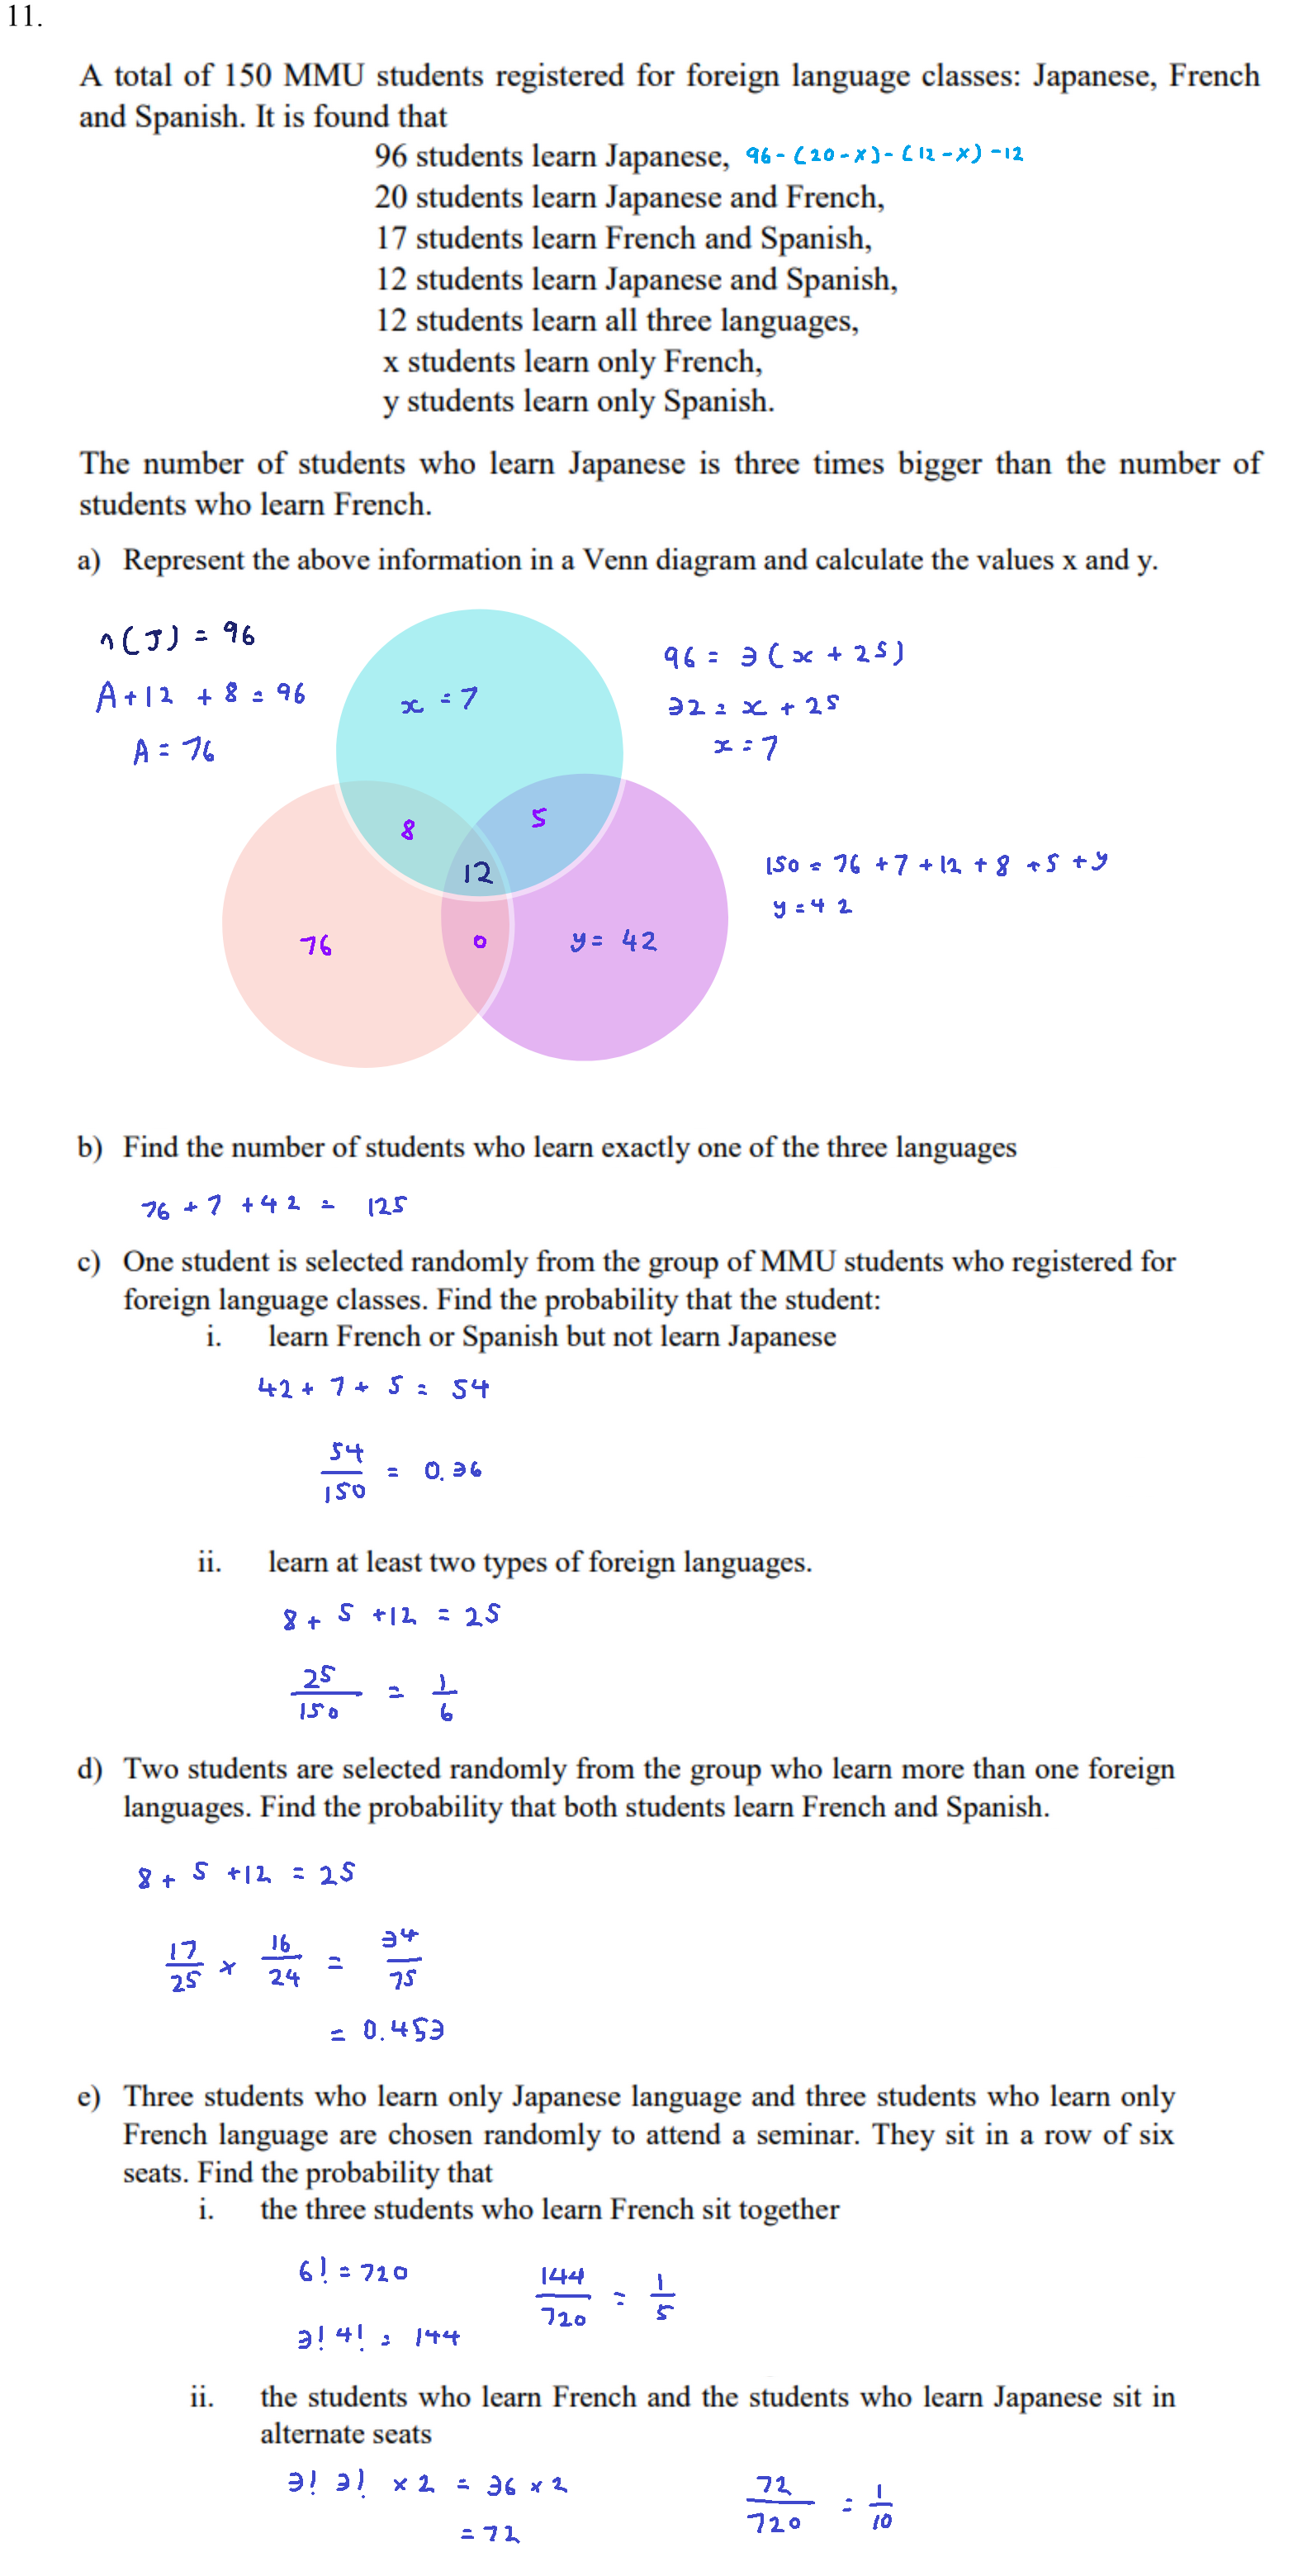 11.
A total of 150 MMU students registered for foreign language classes: Japanese, French
and Spanish. It is found that
96 students learn Japanese, 96 - (20 - x) - (12 - x) - 12
20 students learn Japanese and French,
17 students learn French and Spanish,
12 students learn Japanese and Spanish,
12 students learn all three languages,
x students learn only French,
y students learn only Spanish.
The number of students who learn Japanese is three times bigger than the number of
students who learn French.
a) Represent the above information in a Venn diagram and calculate the values x and y.
n(J) = 96
A + 12 + 8 = 96
A = 76
x = 7
96 = 3(x + 25)
32 = x + 25
x = 7
8
5
12
76
0
y = 42
150 = 76 + 7 + 12 + 8 + 5 + y
y = 42
b) Find the number of students who learn exactly one of the three languages
76 + 7 + 42 = 125
c) One student is selected randomly from the group of MMU students who registered for
foreign language classes. Find the probability that the student:
i. learn French or Spanish but not learn Japanese
42 + 7 + 5 = 54
54/150 = 0.36
ii. learn at least two types of foreign languages.
8 + 5 + 12 = 25
25/150 = 1/6
d) Two students are selected randomly from the group who learn more than one foreign
languages. Find the probability that both students learn French and Spanish.
8 + 5 + 12 = 25
17/25 × 16/24 = 34/75
= 0.453
e) Three students who learn only Japanese language and three students who learn only
French language are chosen randomly to attend a seminar. They sit in a row of six
seats. Find the probability that
i. the three students who learn French sit together
6! = 720
144/720 = 1/5
3! 4! = 144
ii. the students who learn French and the students who learn Japanese sit in
alternate seats
3! 3! × 2 = 36 × 2
= 72
72/720 = 1/10